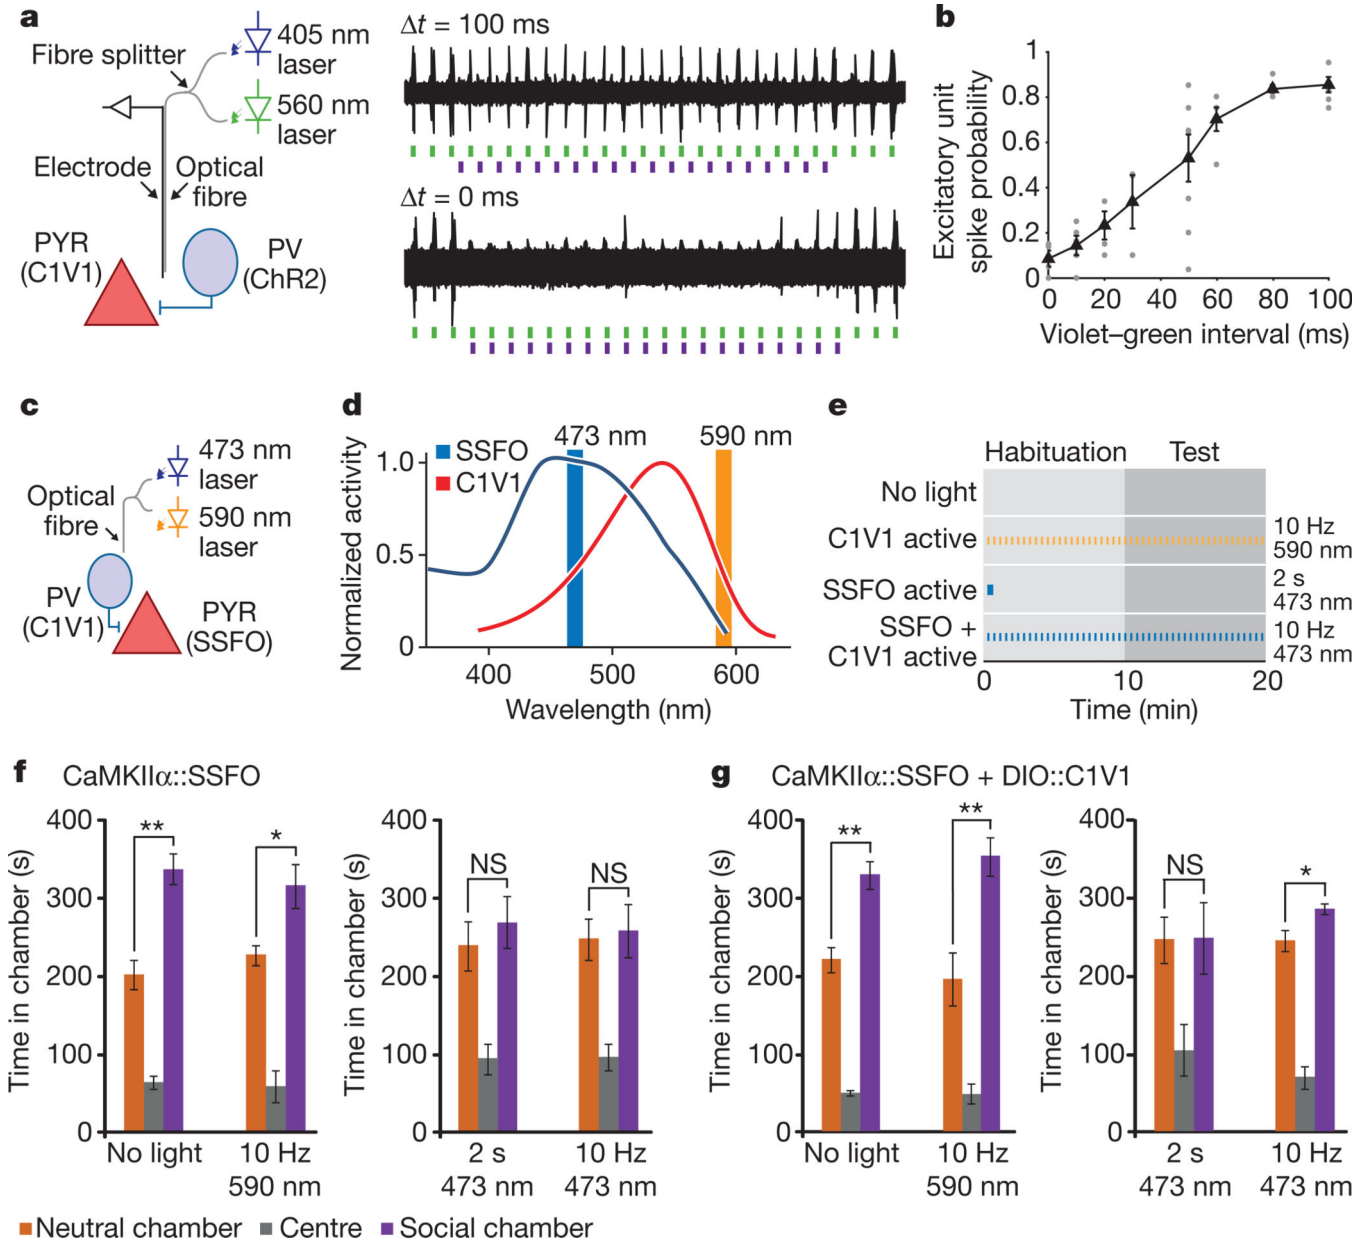 a
Fibre splitter
405 nm
laser
560 nm
laser
Electrode
Optical
fibre
PYR
(C1V1)
PV
(ChR2)
Δt = 100 ms
Δt = 0 ms
b
Excitatory unit
spike probability
1
0.8
0.6
0.4
0.2
0
0 20 40 60 80 100
Violet–green interval (ms)
c
473 nm
laser
590 nm
laser
Optical
fibre
PV
(C1V1)
PYR
(SSFO)
d
SSFO
C1V1
473 nm
590 nm
Normalized activity
1.0
0.5
0
400 500 600
Wavelength (nm)
e
Habituation Test
No light
C1V1 active
10 Hz
590 nm
SSFO active
2 s
473 nm
SSFO +
C1V1 active
10 Hz
473 nm
0 10 20
Time (min)
f CaMKIIα::SSFO
Time in chamber (s)
400
300
200
100
0
** *
No light
10 Hz
590 nm
Time in chamber (s)
400
300
200
100
0
NS NS
2 s
473 nm
10 Hz
473 nm
g CaMKIIα::SSFO + DIO::C1V1
Time in chamber (s)
400
300
200
100
0
** **
No light
10 Hz
590 nm
Time in chamber (s)
400
300
200
100
0
NS *
2 s
473 nm
10 Hz
473 nm
Neutral chamber Centre Social chamber